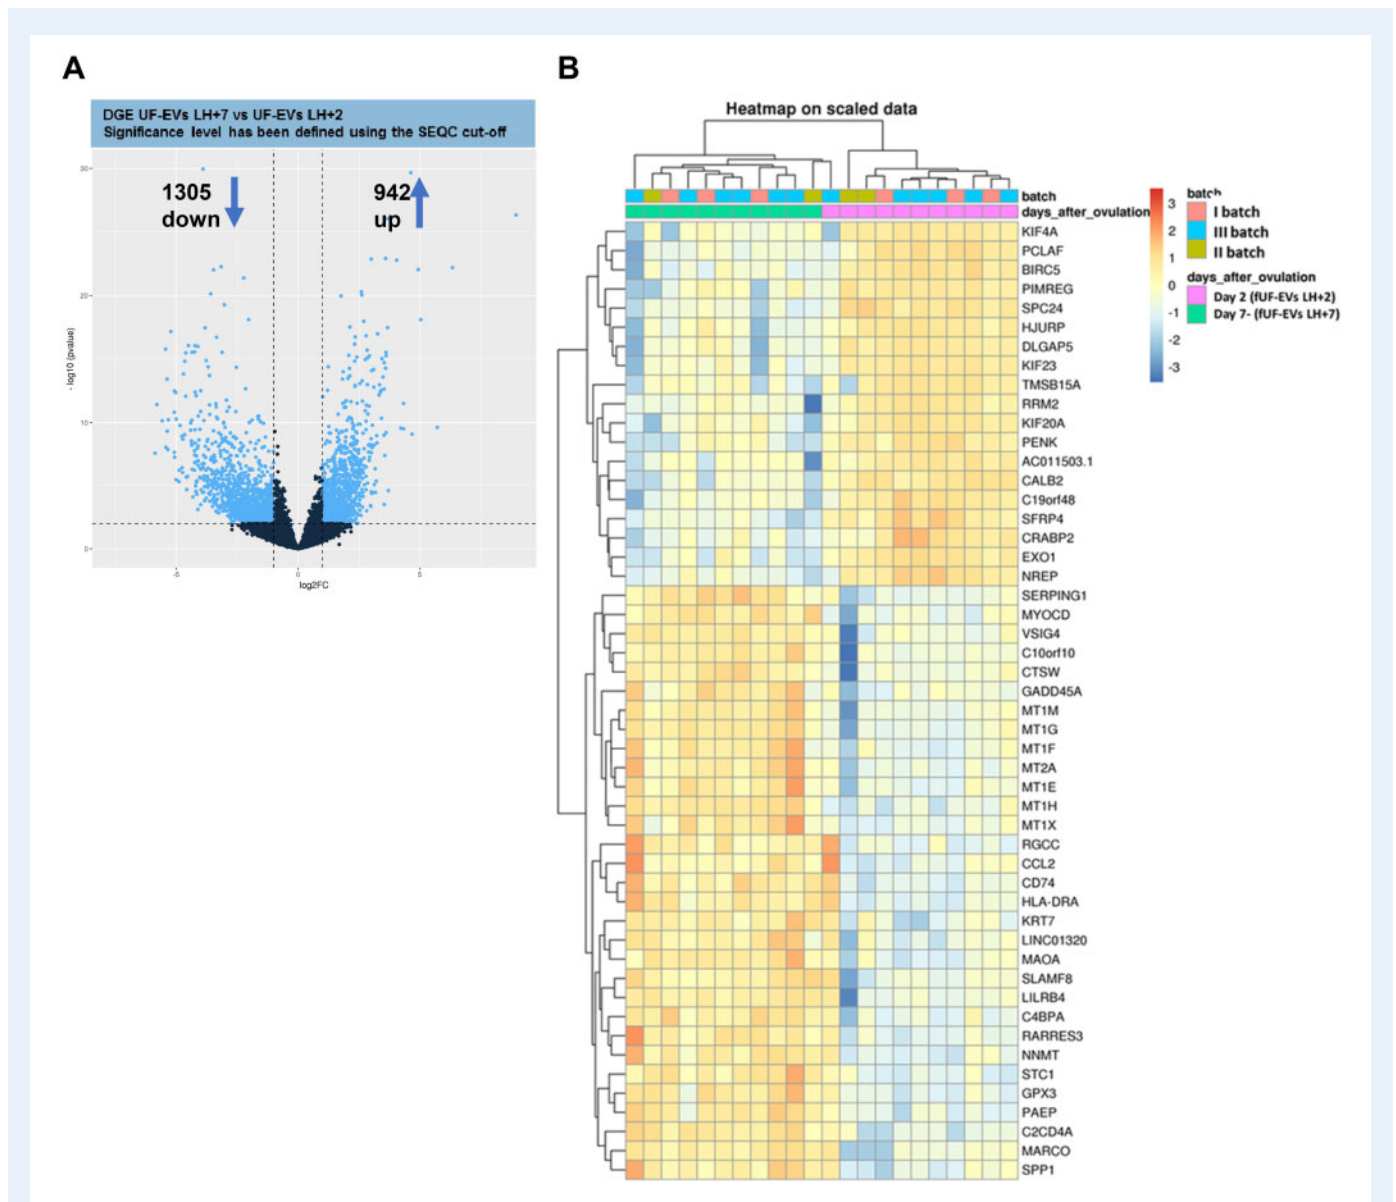 A
B
DGE UF-EVs LH+7 vs UF-EVs LH+2
Significance level has been defined using the SEQC cut-off
1305
down
942
up
30
20
10
0
- log10 (pvalue)
-5
0
5
log2FC
Heatmap on scaled data
batch
days_after_ovulation
KIF4A
PCLAF
BIRC5
PIMREG
SPC24
HJURP
DLGAP5
KIF23
TMSB15A
RRM2
KIF20A
PENK
AC011503.1
CALB2
C19orf48
SFRP4
CRABP2
EXO1
NREP
SERPING1
MYOCD
VSIG4
C10orf10
CTSW
GADD45A
MT1M
MT1G
MT1F
MT2A
MT1E
MT1H
MT1X
RGCC
CCL2
CD74
HLA-DRA
KRT7
LINC01320
MAOA
SLAMF8
LILRB4
C4BPA
RARRES3
NNMT
STC1
GPX3
PAEP
C2CD4A
MARCO
SPP1
3
2
1
0
-1
-2
-3
batch
I batch
III batch
II batch
days_after_ovulation
Day 2 (fUF-EVs LH+2)
Day 7- (fUF-EVs LH+7)